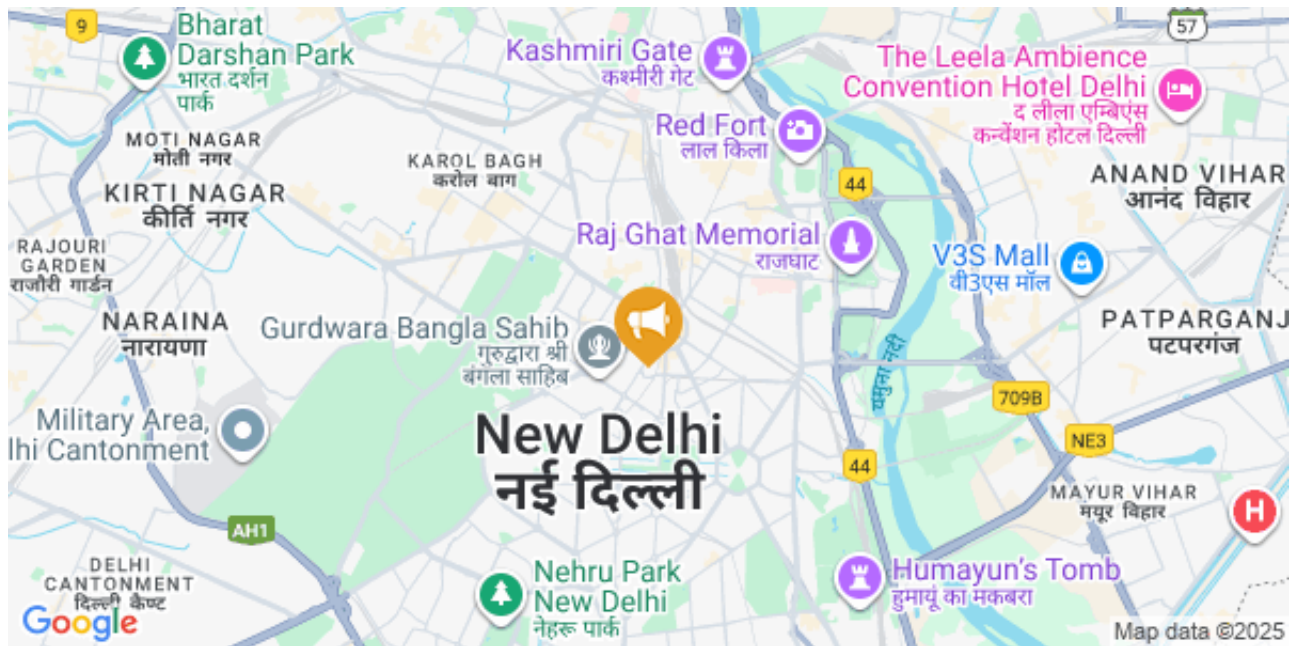 9
Bharat
Darshan Park
भारत दर्शन
पार्क
Kashmiri Gate
कश्मीरी गेट
57
The Leela Ambience
Convention Hotel Delhi
द लीला एम्बिएंस
कन्वेंशन होटल दिल्ली
MOTI NAGAR
मोती नगर
Red Fort
लाल किला
KAROL BAGH
करोल बाग
KIRTI NAGAR
कीर्ति नगर
44
ANAND VIHAR
आनंद विहार
RAJOURI
GARDEN
राजौरी गार्डन
Raj Ghat Memorial
राजघाट
V3S Mall
वी3एस मॉल
NARAINA
नारायणा
Gurdwara Bangla Sahib
गुरुद्वारा श्री
बंगला साहिब
यमुना नदी
PATPARGANJ
पटपरगंज
709B
Military Area,
lhi Cantonment
New Delhi
नई दिल्ली
NE3
44
MAYUR VIHAR
मयूर विहार
H
AH1
DELHI
CANTONMENT
दिल्ली कैण्ट
Nehru Park
New Delhi
नेहरू पार्क
Humayun's Tomb
हुमायूं का मकबरा
Google
Map data ©2025